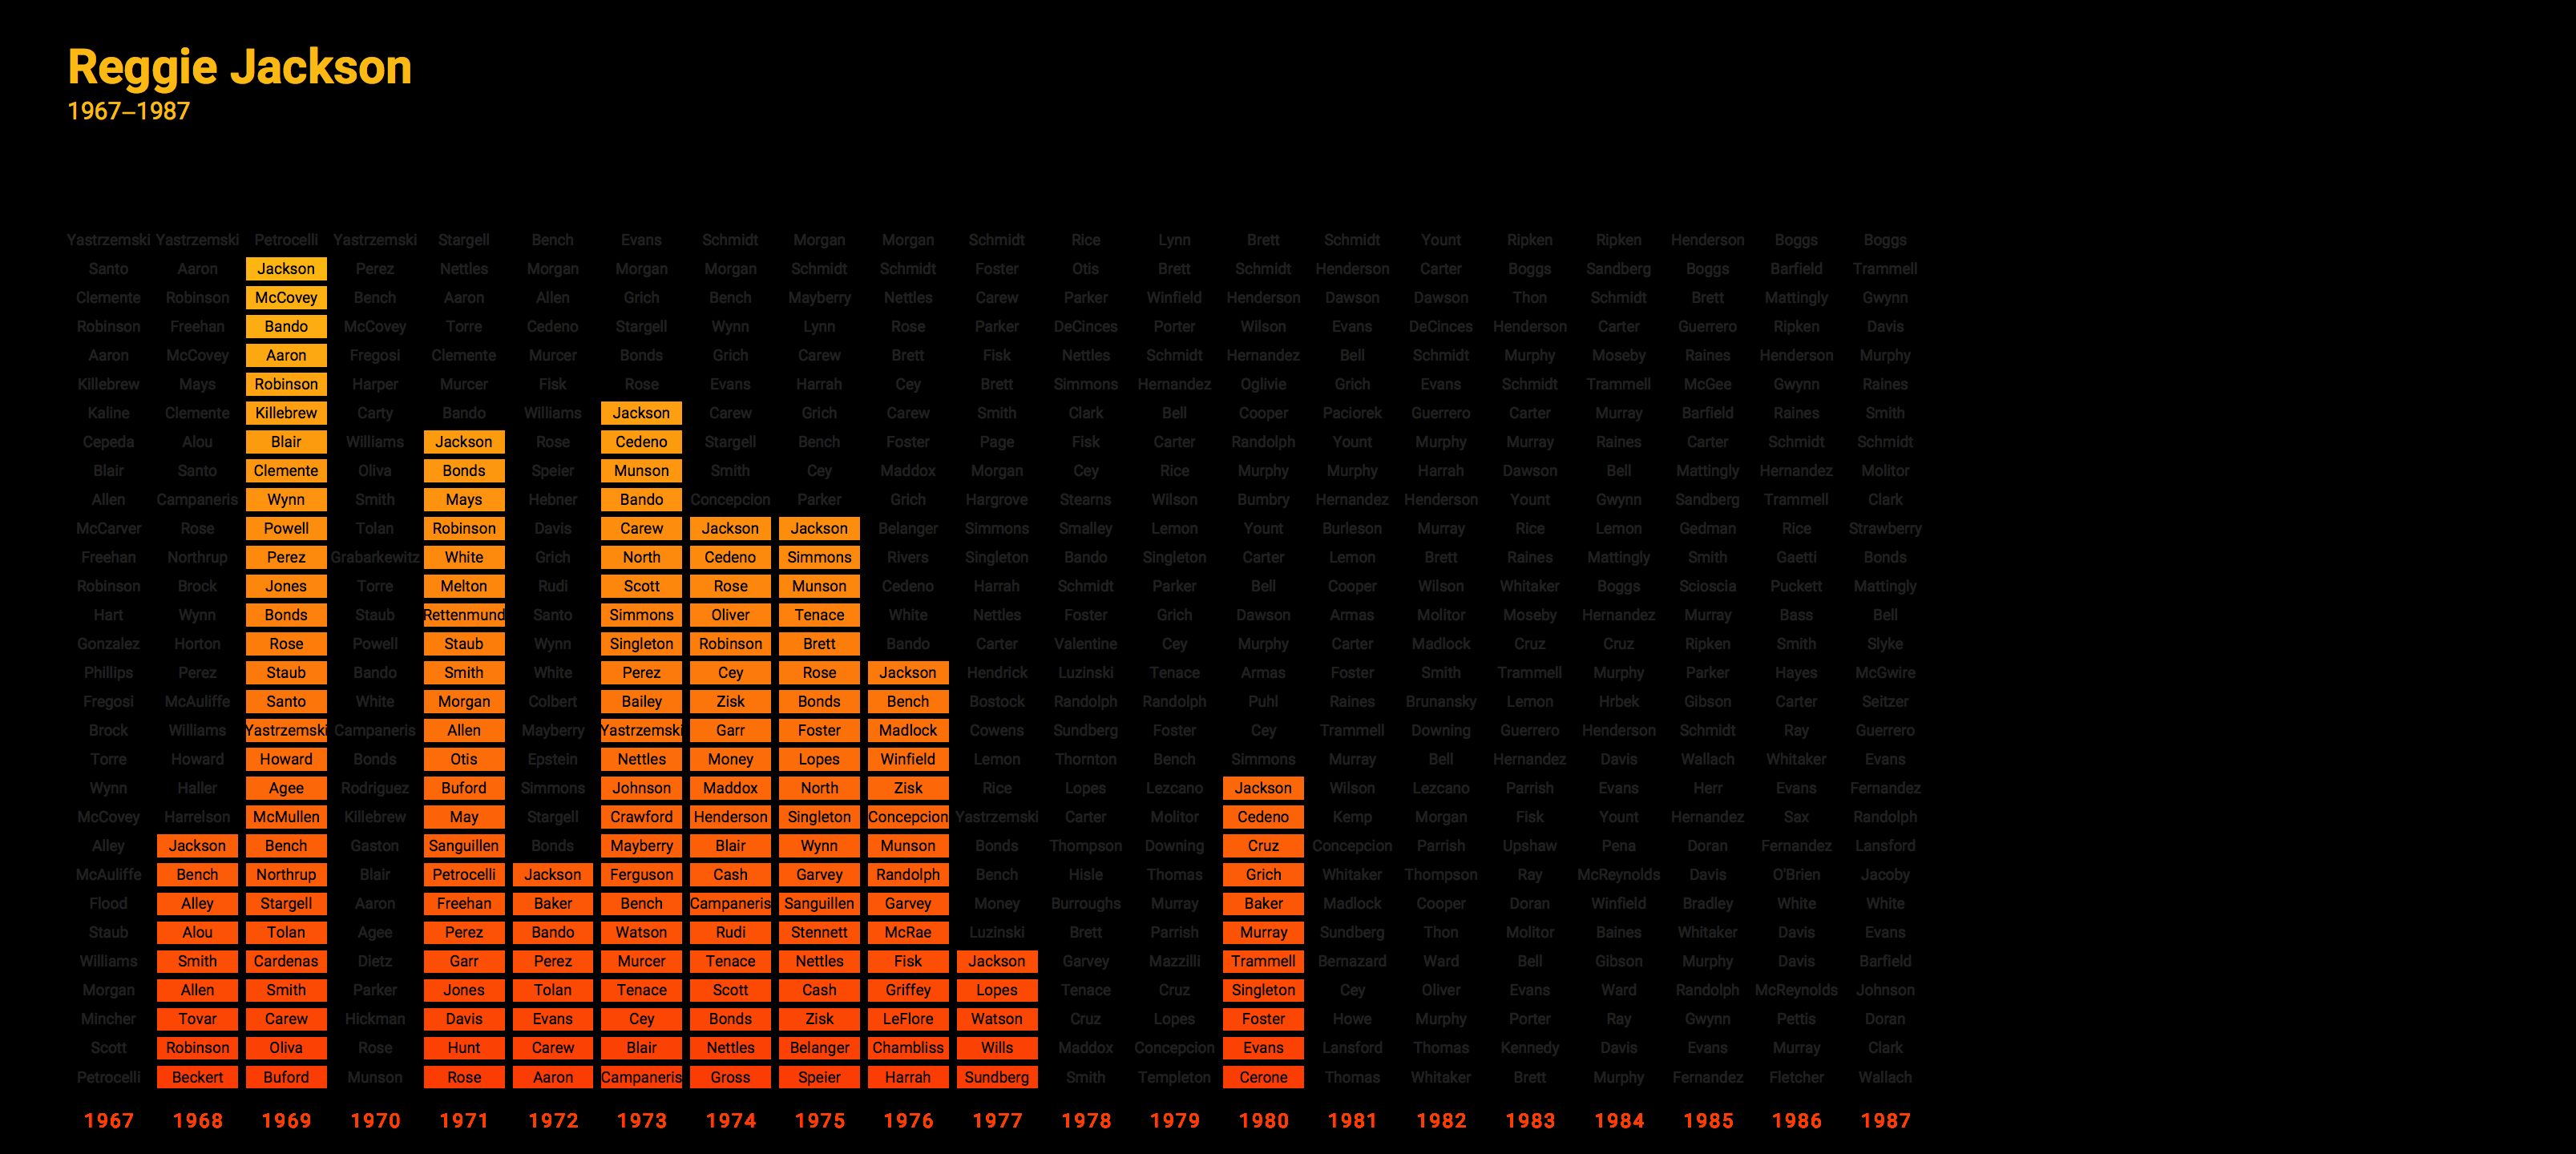 Reggie Jackson
1967–1987
Yastrzemski Yastrzemski Petrocelli Yastrzemski Stargell Bench Evans Schmidt Morgan Morgan Schmidt Rice Lynn Brett Schmidt Yount Ripken Ripken Henderson Boggs Boggs
Santo Aaron Jackson Perez Nettles Morgan Morgan Morgan Schmidt Schmidt Foster Otis Brett Schmidt Henderson Carter Boggs Sandberg Boggs Barfield Trammell
Clemente Robinson McCovey Bench Aaron Allen Grich Bench Mayberry Nettles Carew Parker Winfield Henderson Dawson Dawson Thon Schmidt Brett Mattingly Gwynn
Robinson Freehan Bando McCovey Torre Cedeno Stargell Wynn Lynn Rose Parker DeCinces Porter Wilson Evans DeCinces Henderson Carter Guerrero Ripken Davis
Aaron McCovey Aaron Fregosi Clemente Murcer Bonds Grich Carew Brett Fisk Nettles Schmidt Hernandez Bell Schmidt Murphy Moseby Raines Henderson Murphy
Killebrew Mays Robinson Harper Murcer Fisk Rose Evans Harrah Cey Brett Simmons Hernandez Oglivie Grich Evans Schmidt Trammell McGee Gwynn Raines
Kaline Clemente Killebrew Carty Bando Williams Jackson Carew Grich Carew Smith Clark Bell Cooper Paciorek Guerrero Carter Murray Barfield Raines Smith
Cepeda Alou Blair Williams Jackson Rose Cedeno Stargell Bench Foster Page Fisk Carter Randolph Yount Murphy Murray Raines Carter Schmidt Schmidt
Blair Santo Clemente Oliva Bonds Speier Munson Smith Cey Maddox Morgan Cey Rice Murphy Murphy Harrah Dawson Bell Mattingly Hernandez Molitor
Allen Campaneris Wynn Smith Mays Hebner Bando Concepcion Parker Grich Hargrove Stearns Wilson Bumbry Hernandez Henderson Yount Gwynn Sandberg Trammell Clark
McCarver Rose Powell Tolan Robinson Davis Carew Jackson Jackson Belanger Simmons Smalley Lemon Yount Burleson Murray Rice Lemon Gedman Rice Strawberry
Freehan Northrup Perez Grabarkewitz White Grich North Cedeno Simmons Rivers Singleton Bando Singleton Carter Lemon Brett Raines Mattingly Smith Gaetti Bonds
Robinson Brock Jones Torre Melton Rudi Scott Rose Munson Cedeno Harrah Schmidt Parker Bell Cooper Wilson Whitaker Boggs Scioscia Puckett Mattingly
Hart Wynn Bonds Staub Rettenmund Santo Simmons Oliver Tenace White Nettles Foster Grich Dawson Armas Molitor Moseby Hernandez Murray Bass Bell
Gonzalez Horton Rose Powell Staub Wynn Singleton Robinson Brett Bando Carter Valentine Cey Murphy Carter Madlock Cruz Cruz Ripken Smith Slyke
Phillips Perez Staub Bando Smith White Perez Cey Rose Jackson Hendrick Luzinski Tenace Armas Foster Smith Trammell Murphy Parker Hayes McGwire
Fregosi McAuliffe Santo White Morgan Colbert Bailey Zisk Bonds Bench Bostock Randolph Randolph Puhl Raines Brunansky Lemon Hrbek Gibson Carter Seitzer
Brock Williams Yastrzemski Campaneris Allen Mayberry Yastrzemski Garr Foster Madlock Cowens Sundberg Foster Cey Trammell Downing Guerrero Henderson Schmidt Ray Guerrero
Torre Howard Howard Bonds Otis Epstein Nettles Money Lopes Winfield Lemon Thornton Bench Simmons Murray Bell Hernandez Davis Wallach Whitaker Evans
Wynn Haller Agee Rodriguez Buford Simmons Johnson Maddox North Zisk Rice Lopes Lezcano Jackson Wilson Lezcano Parrish Evans Herr Evans Fernandez
McCovey Harrelson McMullen Killebrew May Stargell Crawford Henderson Singleton Concepcion Yastrzemski Carter Molitor Cedeno Kemp Morgan Fisk Yount Hernandez Sax Randolph
Alley Jackson Bench Gaston Sanguillen Bonds Mayberry Blair Wynn Munson Bonds Thompson Downing Cruz Concepcion Parrish Upshaw Pena Doran Fernandez Lansford
McAuliffe Bench Northrup Blair Petrocelli Jackson Ferguson Cash Garvey Randolph Bench Hisle Thomas Grich Whitaker Thompson Ray McReynolds Davis O'Brien Jacoby
Flood Alley Stargell Aaron Freehan Baker Bench Campaneris Sanguillen Garvey Money Burroughs Murray Baker Madlock Cooper Doran Winfield Bradley White White
Staub Alou Tolan Agee Perez Bando Watson Rudi Stennett McRae Luzinski Brett Parrish Murray Sundberg Thon Molitor Baines Whitaker Davis Evans
Williams Smith Cardenas Dietz Garr Perez Murcer Tenace Nettles Fisk Jackson Garvey Mazzilli Trammell Bernazard Ward Bell Gibson Murphy Davis Barfield
Morgan Allen Smith Parker Jones Tolan Tenace Scott Cash Griffey Lopes Tenace Cruz Singleton Cey Oliver Evans Ward Randolph McReynolds Johnson
Mincher Tovar Carew Hickman Davis Evans Cey Bonds Zisk LeFlore Watson Cruz Lopes Foster Howe Murphy Porter Ray Gwynn Pettis Doran
Scott Robinson Oliva Rose Hunt Carew Blair Nettles Belanger Chambliss Wills Maddox Concepcion Evans Lansford Thomas Kennedy Davis Evans Murray Clark
Petrocelli Beckert Buford Munson Rose Aaron Campaneris Gross Speier Harrah Sundberg Smith Templeton Cerone Thomas Whitaker Brett Murphy Fernandez Fletcher Wallach
1967 1968 1969 1970 1971 1972 1973 1974 1975 1976 1977 1978 1979 1980 1981 1982 1983 1984 1985 1986 1987